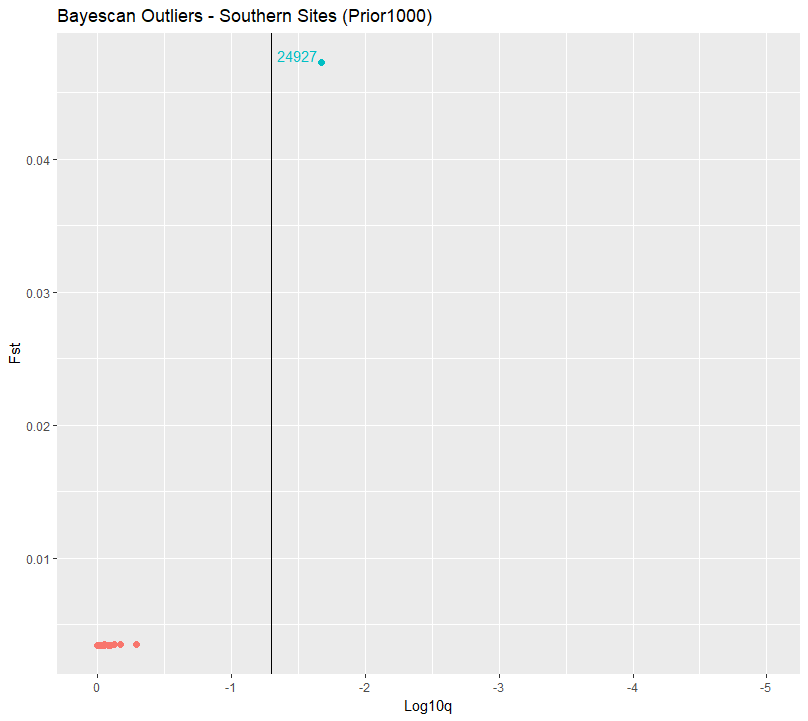 Bayescan Outliers - Southern Sites (Prior1000)
24927
0.04
0.03
0.02
0.01
Fst
0 -1 -2 -3 -4 -5
Log10q